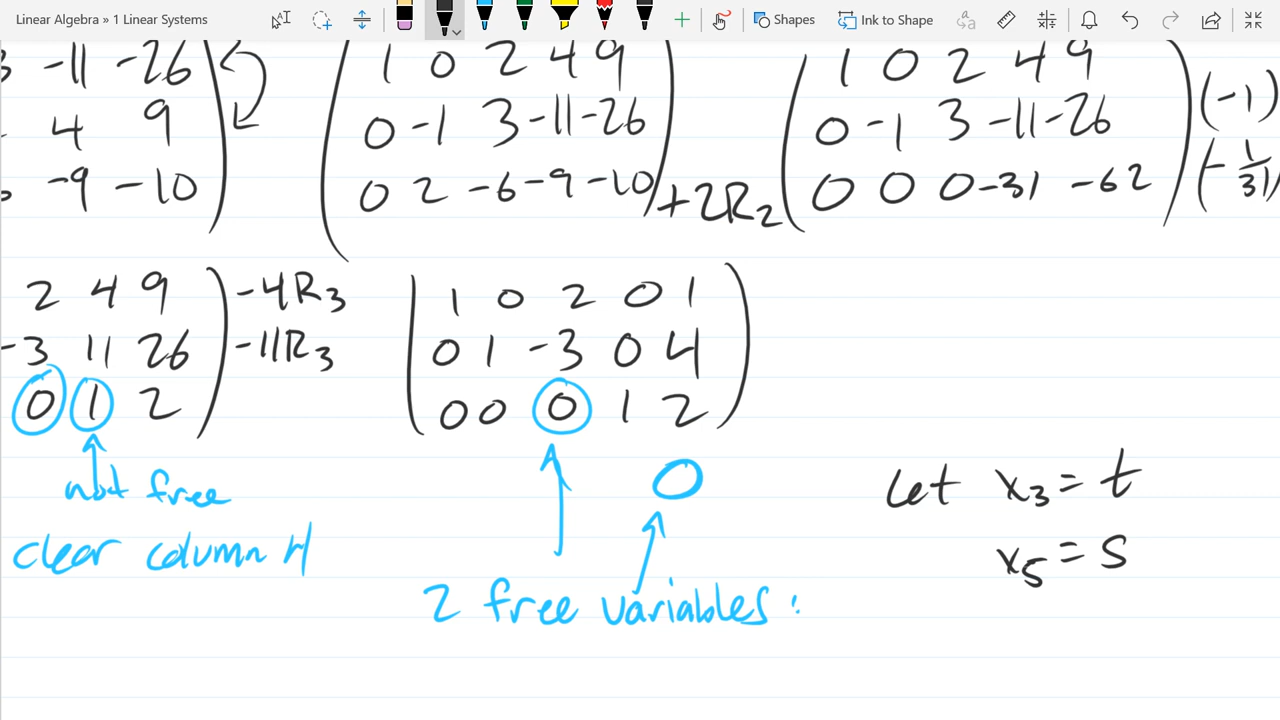 Linear Algebra » 1 Linear Systems
Shapes
Ink to Shape
3 -11 -26
4 9
-9 -10
1 0 2 4 9
0 -1 3 -11 -26
0 2 -6 -9 -10
+2R2
1 0 2 4 9
0 -1 3 -11 -26
0 0 0 -31 -62
(-1)
(-1/31)
2 4 9
-3 11 26
0 1 2
-4R3
-11R3
1 0 2 0 1
0 1 -3 0 4
0 0 0 1 2
not free
clear column 4
0
2 free variables:
Let x3 = t
x5 = s